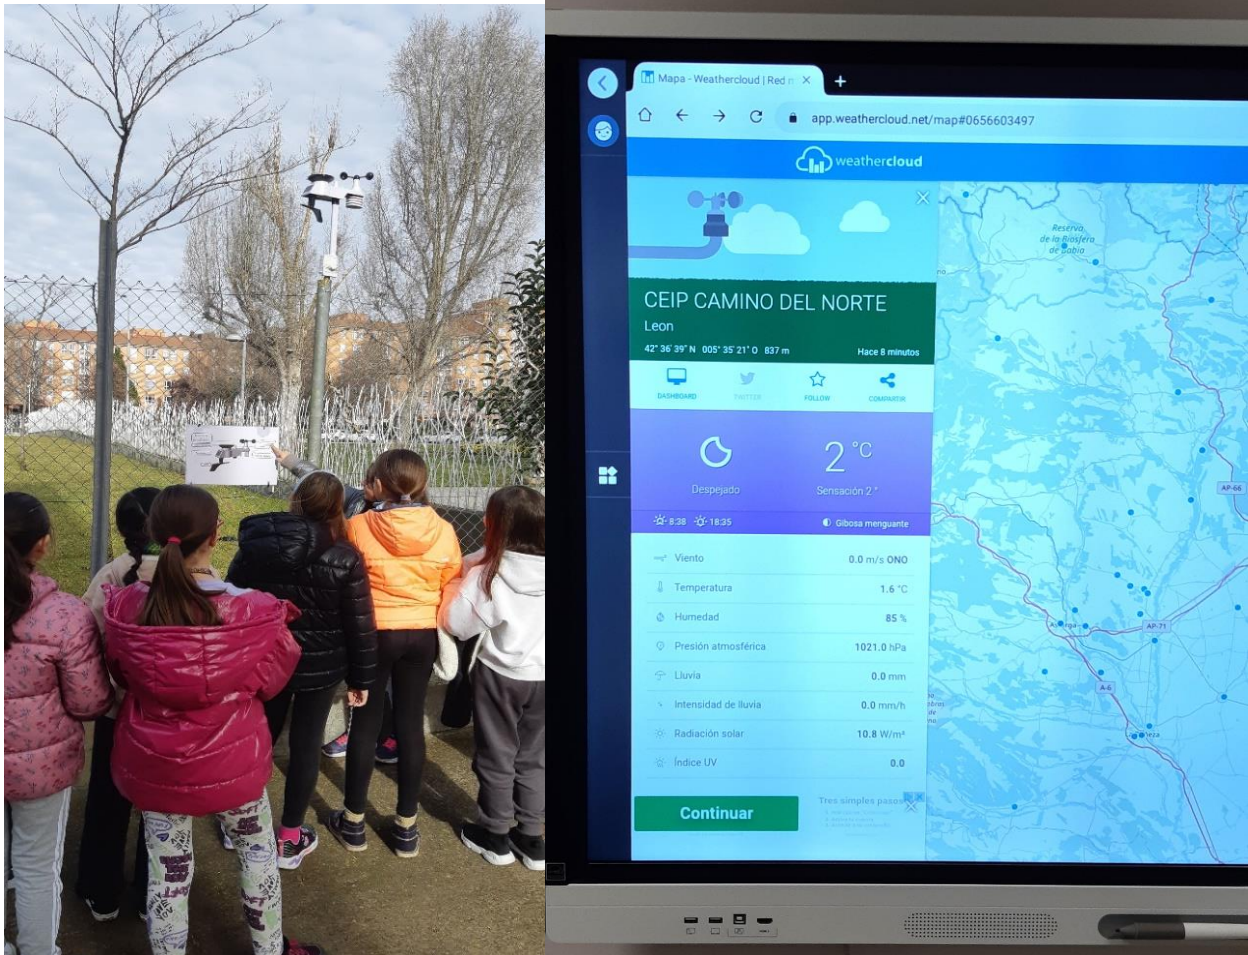 Mapa - Weathercloud | Red n
app.weathercloud.net/map#0656603497
weathercloud
CEIP CAMINO DEL NORTE
Leon
42° 36' 39" N 005° 35' 21" O 837 m
Hace 8 minutos
DASHBOARD
TWITTER
FOLLOW
COMPARTIR
Despejado
2 °C
Sensación 2 °
8:38 18:35
Gibosa menguante
Viento 0.0 m/s ONO
Temperatura 1.6 °C
Humedad 85 %
Presión atmosférica 1021.0 hPa
Lluvia 0.0 mm
Intensidad de lluvia 0.0 mm/h
Radiación solar 10.8 W/m²
Índice UV 0.0
Continuar
Tres simples pasos
Reserva
de la Biosfera
de Babia
AP-66
AP-71
A-6